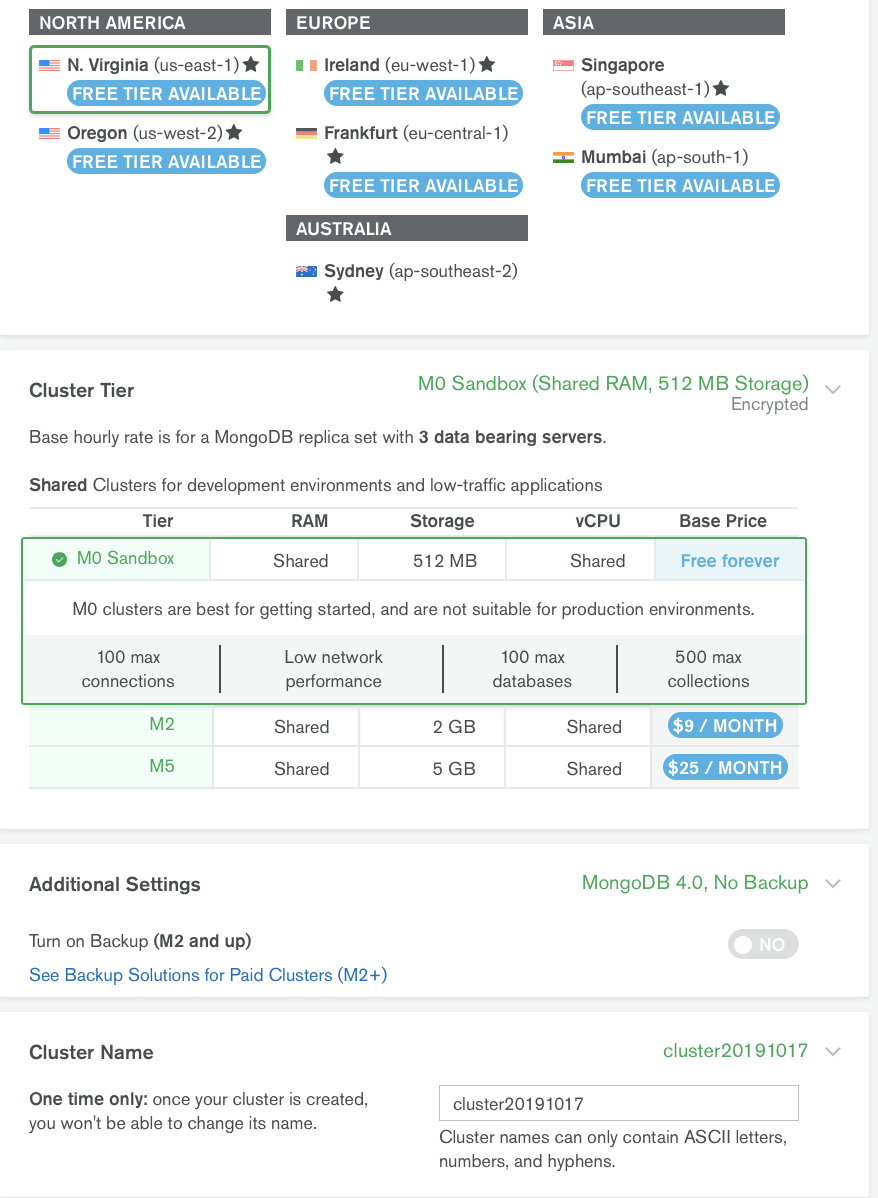 NORTH AMERICA
N. Virginia (us-east-1) ★
FREE TIER AVAILABLE
Oregon (us-west-2) ★
FREE TIER AVAILABLE
EUROPE
Ireland (eu-west-1) ★
FREE TIER AVAILABLE
Frankfurt (eu-central-1)
★
FREE TIER AVAILABLE
AUSTRALIA
Sydney (ap-southeast-2)
★
ASIA
Singapore
(ap-southeast-1) ★
FREE TIER AVAILABLE
Mumbai (ap-south-1)
FREE TIER AVAILABLE
Cluster Tier
M0 Sandbox (Shared RAM, 512 MB Storage)
Encrypted
Base hourly rate is for a MongoDB replica set with 3 data bearing servers.
Shared Clusters for development environments and low-traffic applications
Tier RAM Storage vCPU Base Price
M0 Sandbox Shared 512 MB Shared Free forever
M0 clusters are best for getting started, and are not suitable for production environments.
100 max
connections
Low network
performance
100 max
databases
500 max
collections
M2 Shared 2 GB Shared $9 / MONTH
M5 Shared 5 GB Shared $25 / MONTH
Additional Settings
MongoDB 4.0, No Backup
Turn on Backup (M2 and up)
NO
See Backup Solutions for Paid Clusters (M2+)
Cluster Name
cluster20191017
One time only: once your cluster is created,
you won't be able to change its name.
cluster20191017
Cluster names can only contain ASCII letters,
numbers, and hyphens.